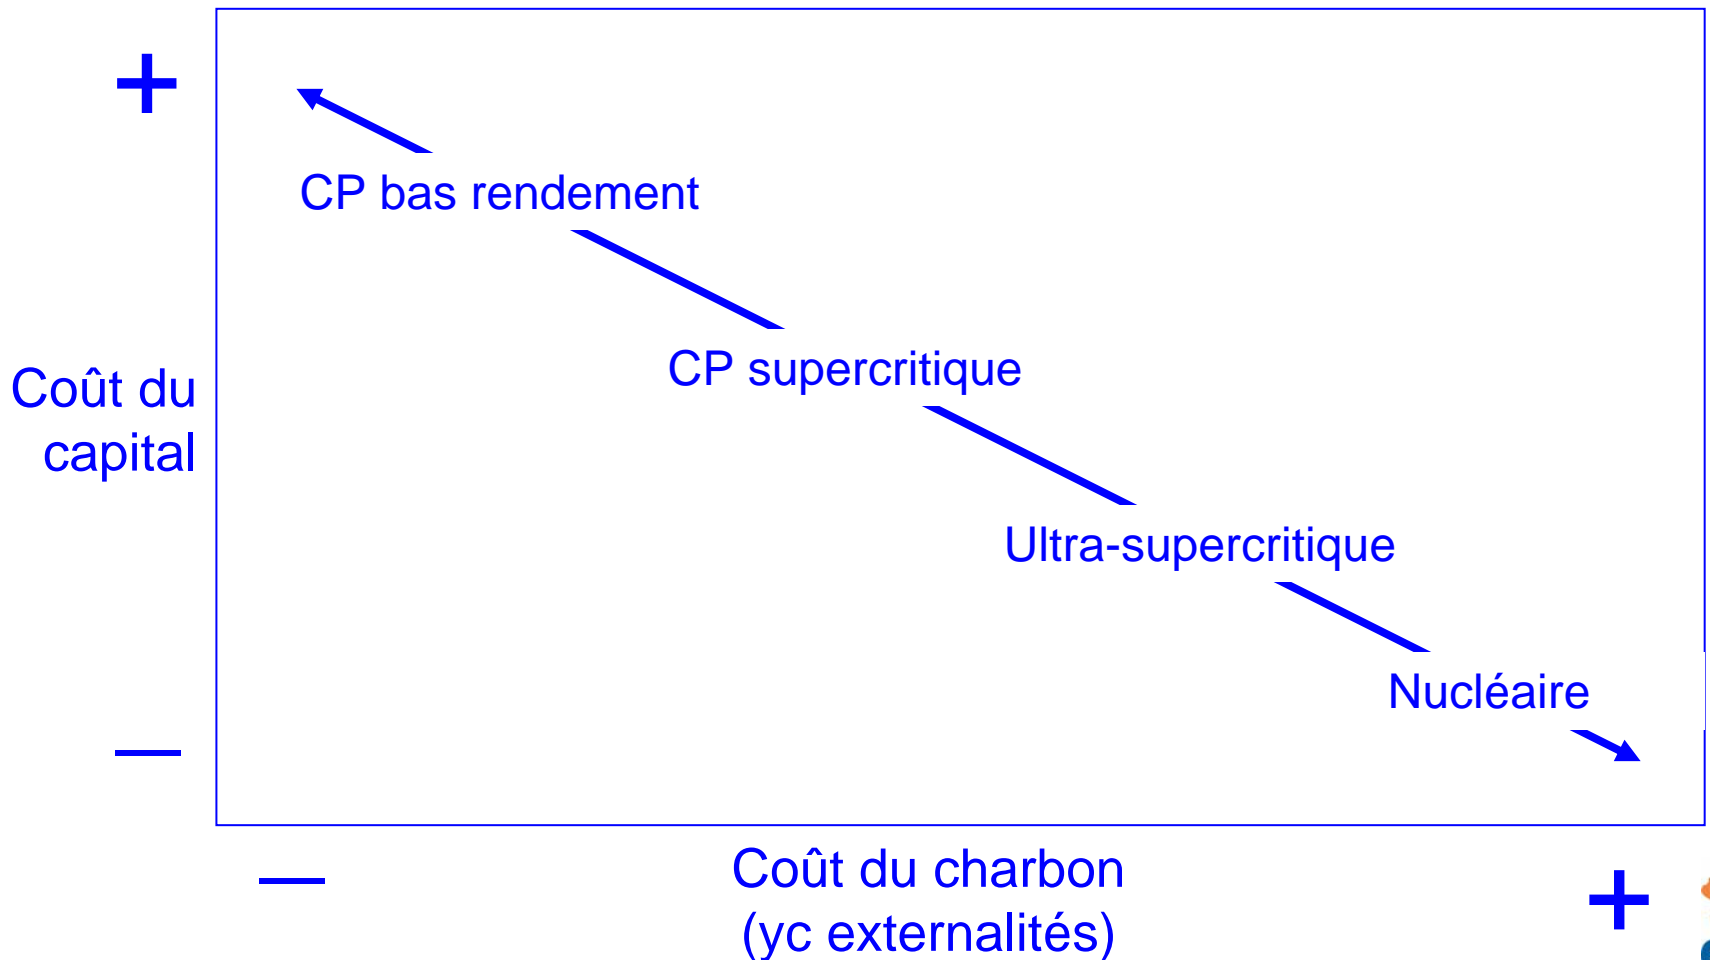 +
CP bas rendement
CP supercritique
Coût du
capital
Ultra-supercritique
Nucléaire
—
—
Coût du charbon
(yc externalités)
+